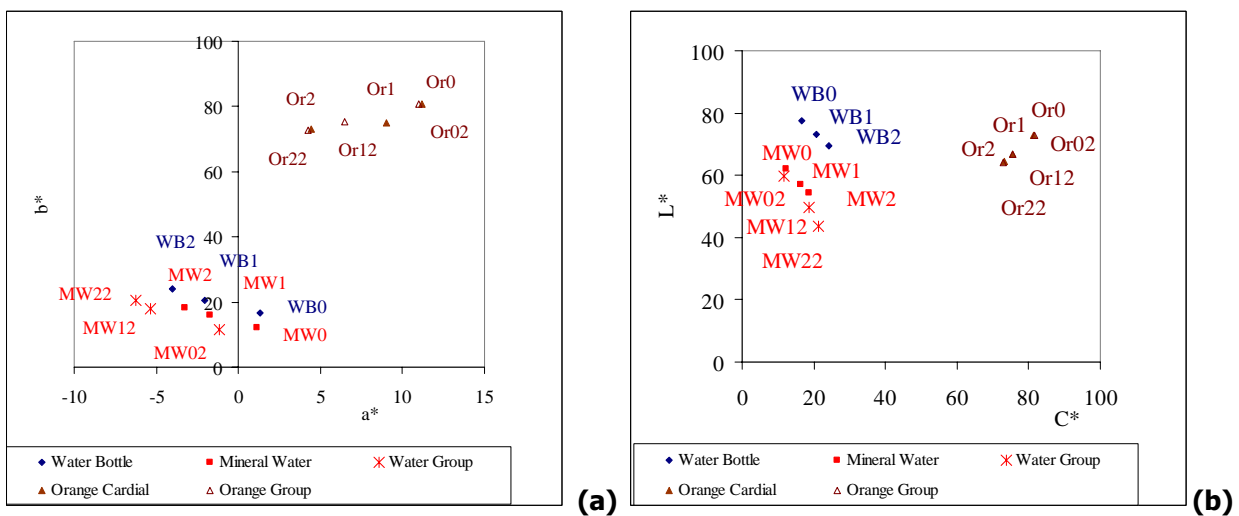 100
80
60
40
20
0
b*
-10 -5 0 5 10 15
a*
Or0
Or1
Or2
Or02
Or12
Or22
WB2
WB1
MW2
MW1
MW22
WB0
MW12
MW0
MW02
Water Bottle Mineral Water Water Group
Orange Cardial Orange Group
(a)
100
80
60
40
20
0
L*
0 20 40 60 80 100
C*
WB0
WB1
WB2
Or0
Or1
Or2
Or02
Or12
Or22
MW0
MW1
MW02
MW2
MW12
MW22
Water Bottle Mineral Water Water Group
Orange Cardial Orange Group
(b)